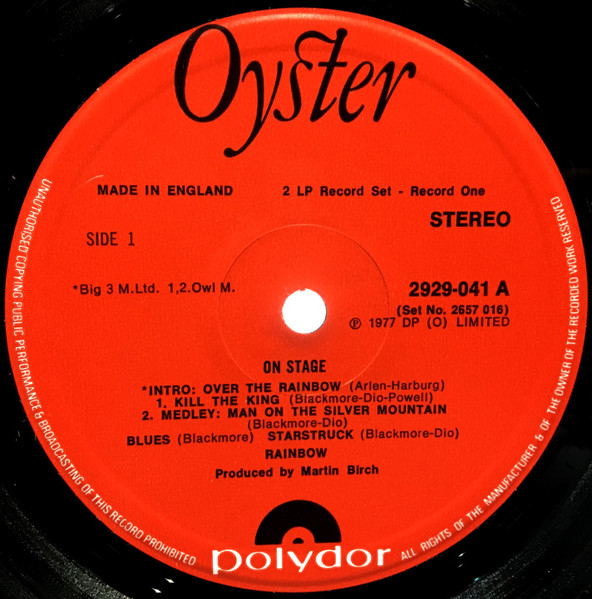 Oyster
MADE IN ENGLAND 2 LP Record Set - Record One
STEREO
SIDE 1
*Big 3 M.Ltd. 1,2.Owl M.
2929-041 A
(Set No. 2657 016)
℗ 1977 DP (O) LIMITED
ON STAGE
*INTRO: OVER THE RAINBOW (Arlen-Harburg)
1. KILL THE KING (Blackmore-Dio-Powell)
2. MEDLEY: MAN ON THE SILVER MOUNTAIN
(Blackmore-Dio)
BLUES (Blackmore) STARSTRUCK (Blackmore-Dio)
RAINBOW
Produced by Martin Birch
polydor
UNAUTHORISED COPYING PUBLIC PERFORMANCE & BROADCASTING OF THIS RECORD PROHIBITED
ALL RIGHTS OF THE MANUFACTURER & OF THE OWNER OF THE RECORDED WORK RESERVED